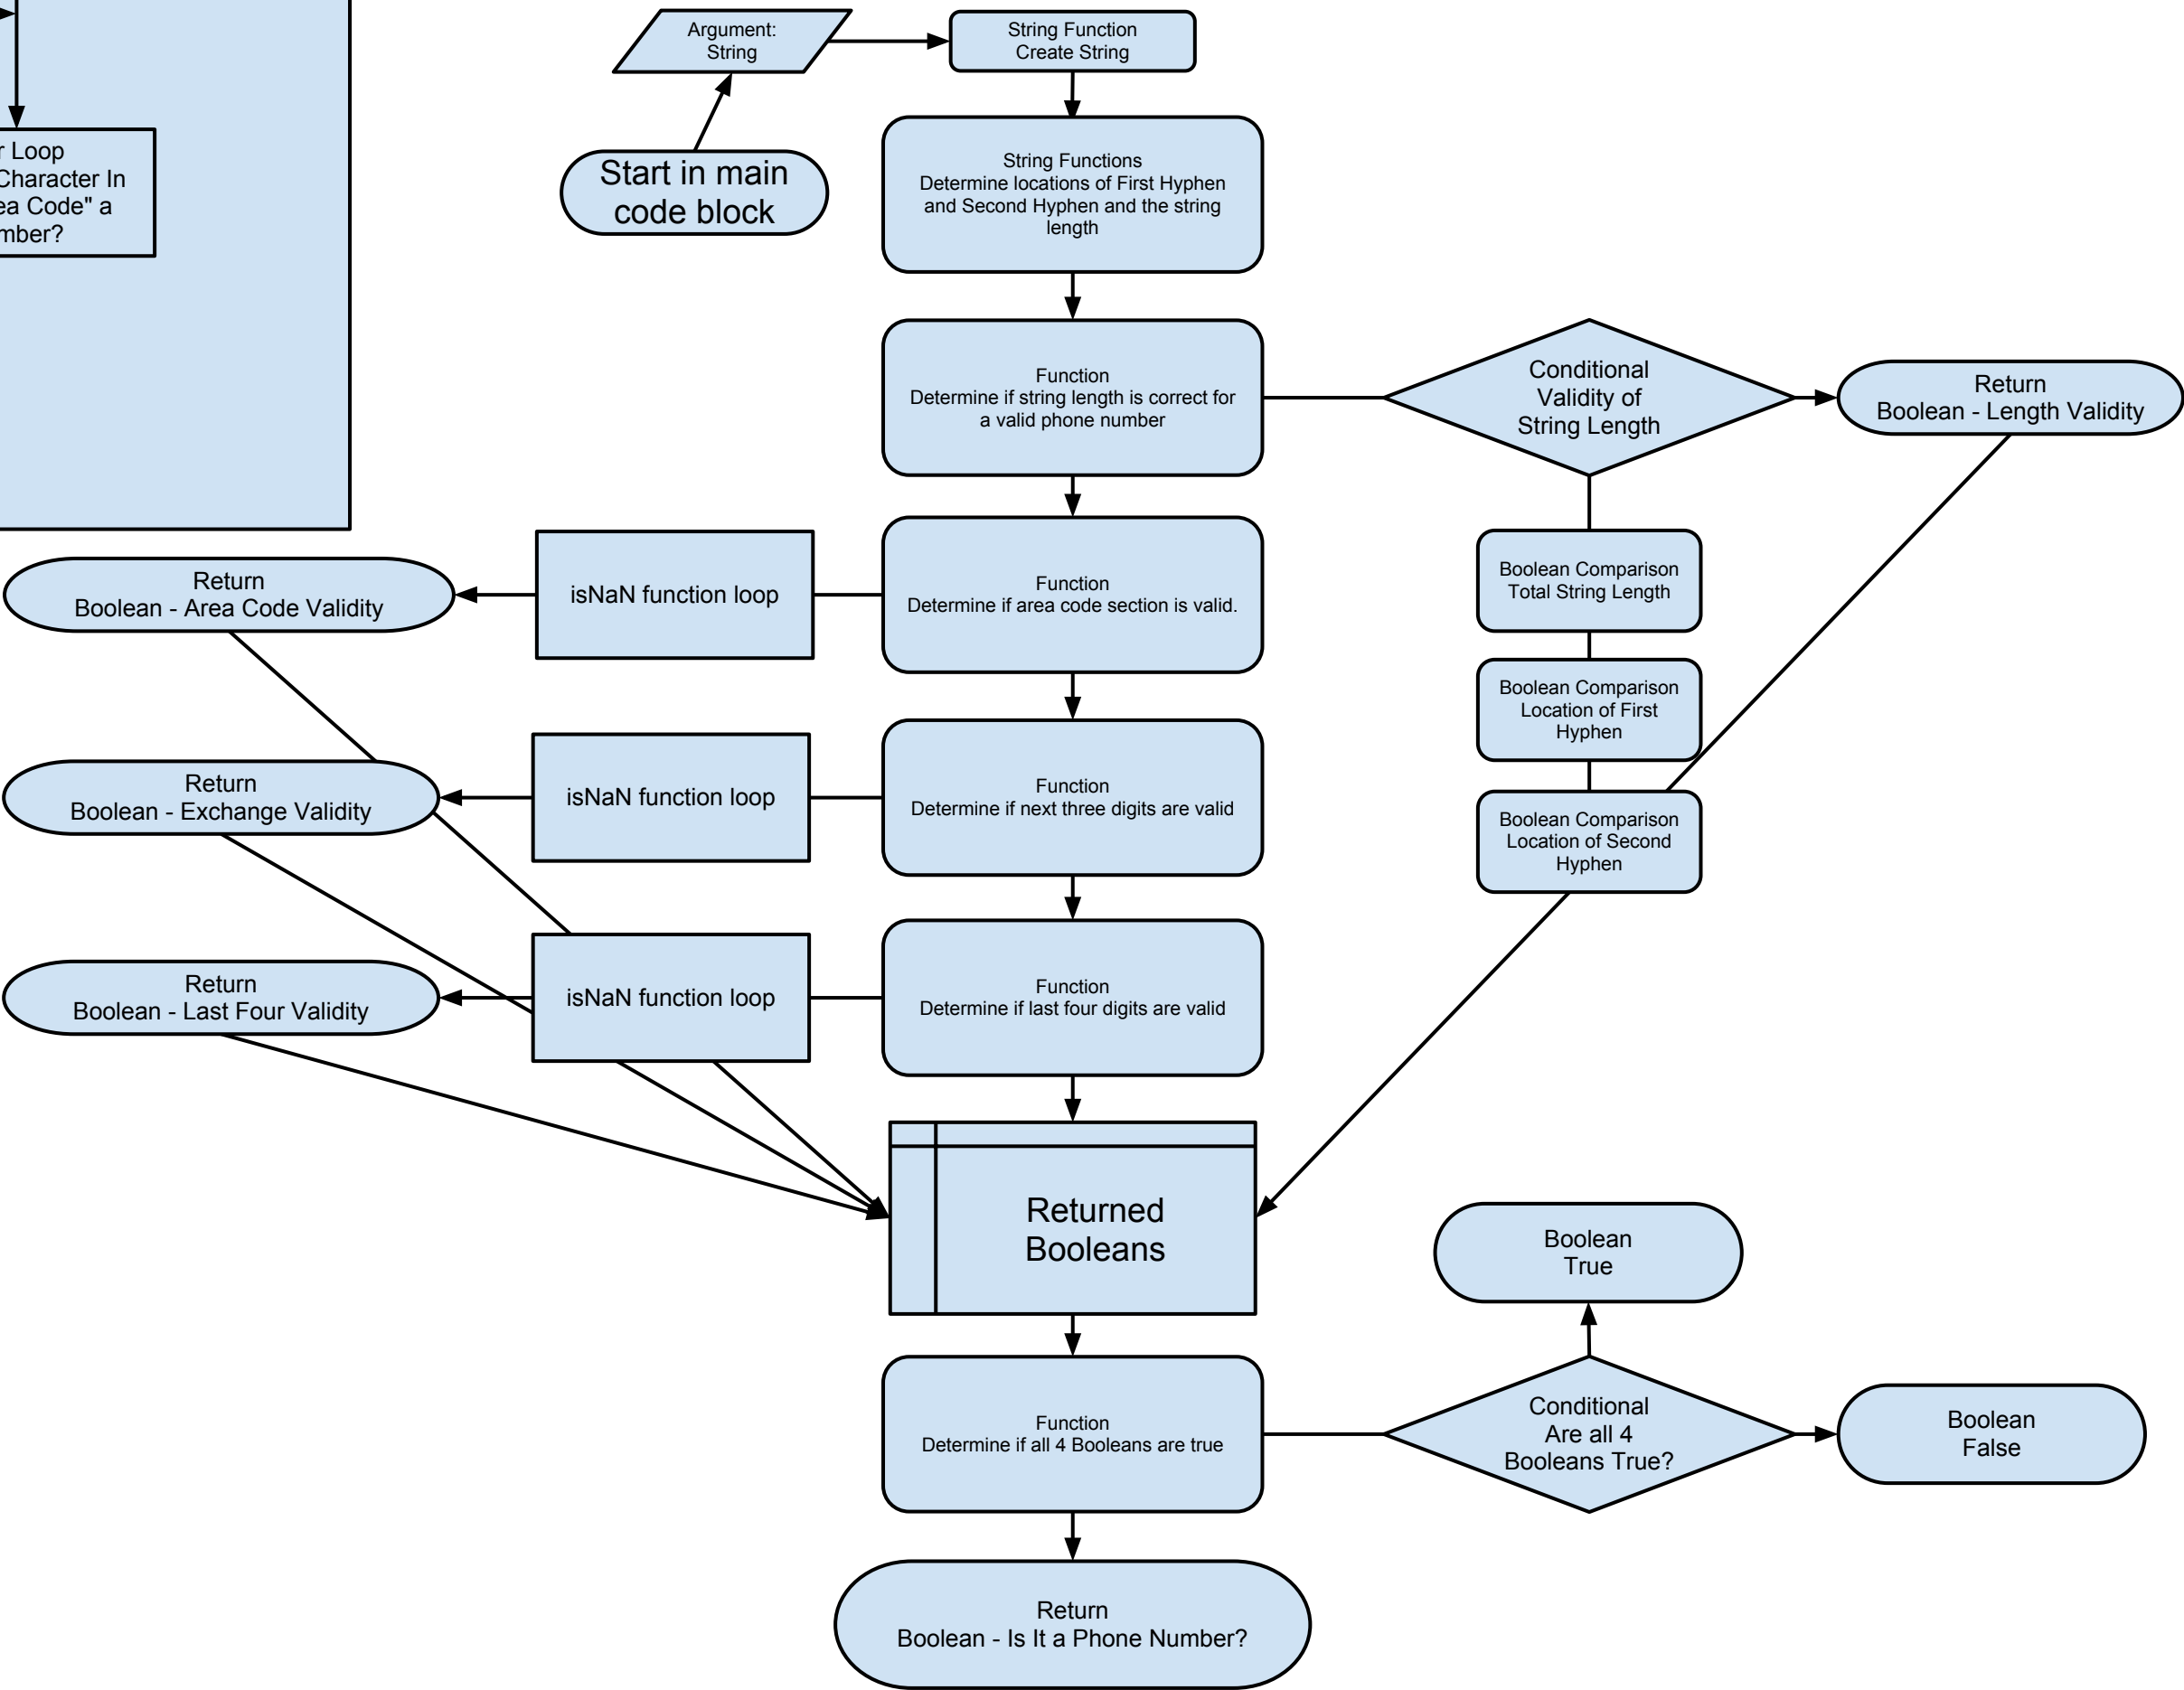 Argument:
String
String Function
Create String
Start in main
code block
Loop
Character In
Code" a
String Functions
Determine locations of First Hyphen
and Second Hyphen and the string
length
Function
Determine if string length is correct for
a valid phone number
Conditional
Validity of
String Length
Return
Boolean - Length Validity
Boolean Comparison
Total String Length
Boolean Comparison
Location of First
Hyphen
Boolean Comparison
Location of Second
Hyphen
Function
Determine if area code section is valid.
isNaN function loop
Return
Boolean - Area Code Validity
Function
Determine if next three digits are valid
isNaN function loop
Return
Boolean - Exchange Validity
Function
Determine if last four digits are valid
isNaN function loop
Return
Boolean - Last Four Validity
Returned
Booleans
Function
Determine if all 4 Booleans are true
Conditional
Are all 4
Booleans True?
Boolean
True
Boolean
False
Return
Boolean - Is It a Phone Number?